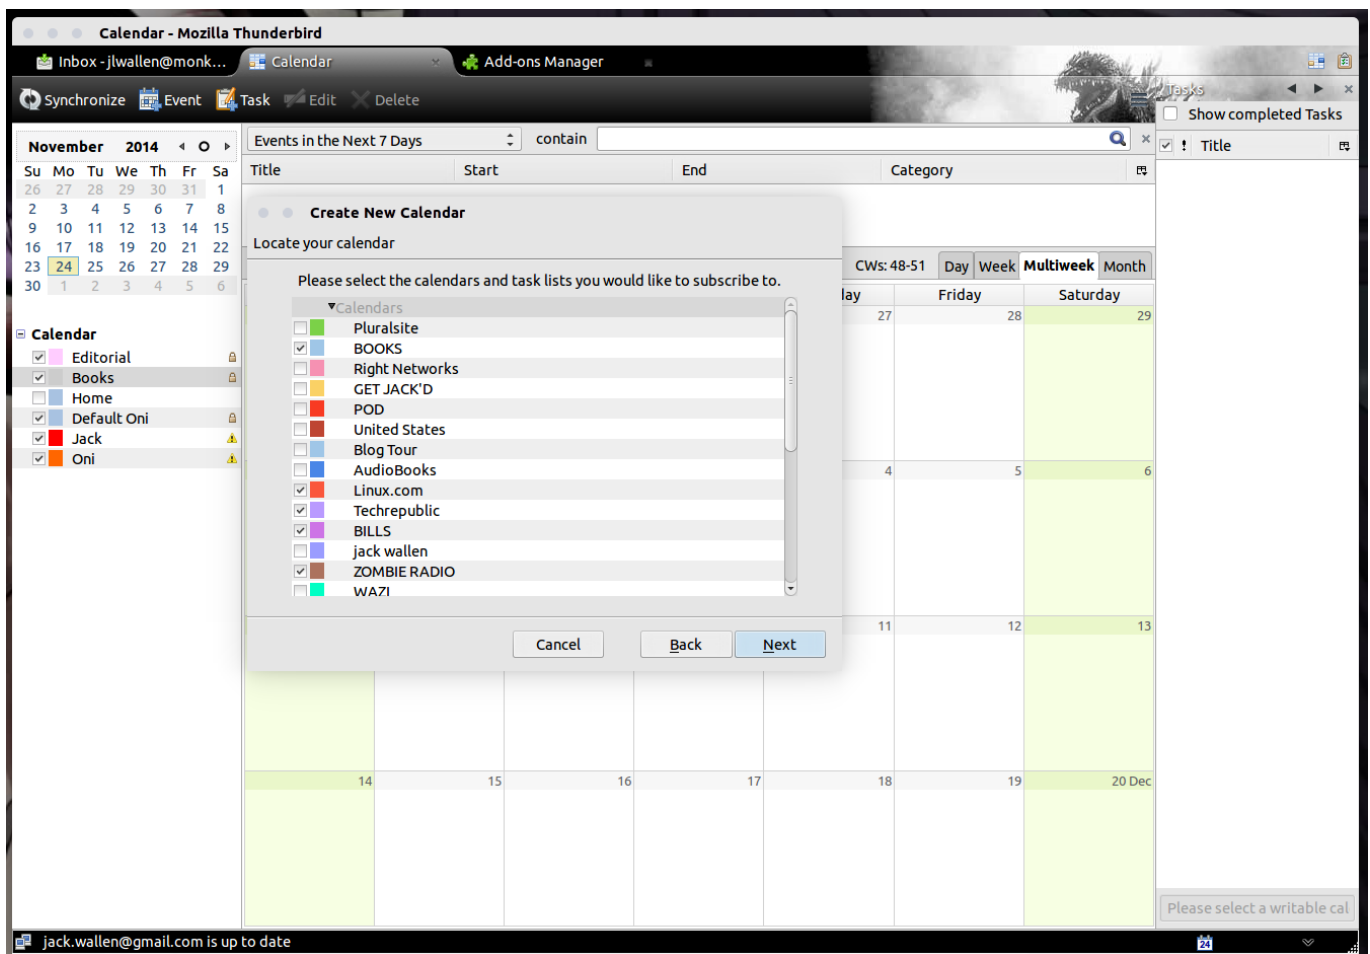 Calendar - Mozilla Thunderbird
Inbox - jlwallen@monk... Calendar Add-ons Manager
Synchronize Event Task Edit Delete
Tasks
Show completed Tasks
! Title
November 2014
Su Mo Tu We Th Fr Sa
26 27 28 29 30 31 1
2 3 4 5 6 7 8
9 10 11 12 13 14 15
16 17 18 19 20 21 22
23 24 25 26 27 28 29
30 1 2 3 4 5 6
Calendar
Editorial
Books
Home
Default Oni
Jack
Oni
Events in the Next 7 Days contain
Title Start End Category
Create New Calendar
Locate your calendar
Please select the calendars and task lists you would like to subscribe to.
Calendars
Pluralsite
BOOKS
Right Networks
GET JACK'D
POD
United States
Blog Tour
AudioBooks
Linux.com
Techrepublic
BILLS
jack wallen
ZOMBIE RADIO
WAZI
Cancel Back Next
CWs: 48-51 Day Week Multiweek Month
day Friday Saturday
27 28 29
4 5 6
11 12 13
14 15 16 17 18 19 20 Dec
Please select a writable cal
jack.wallen@gmail.com is up to date
24